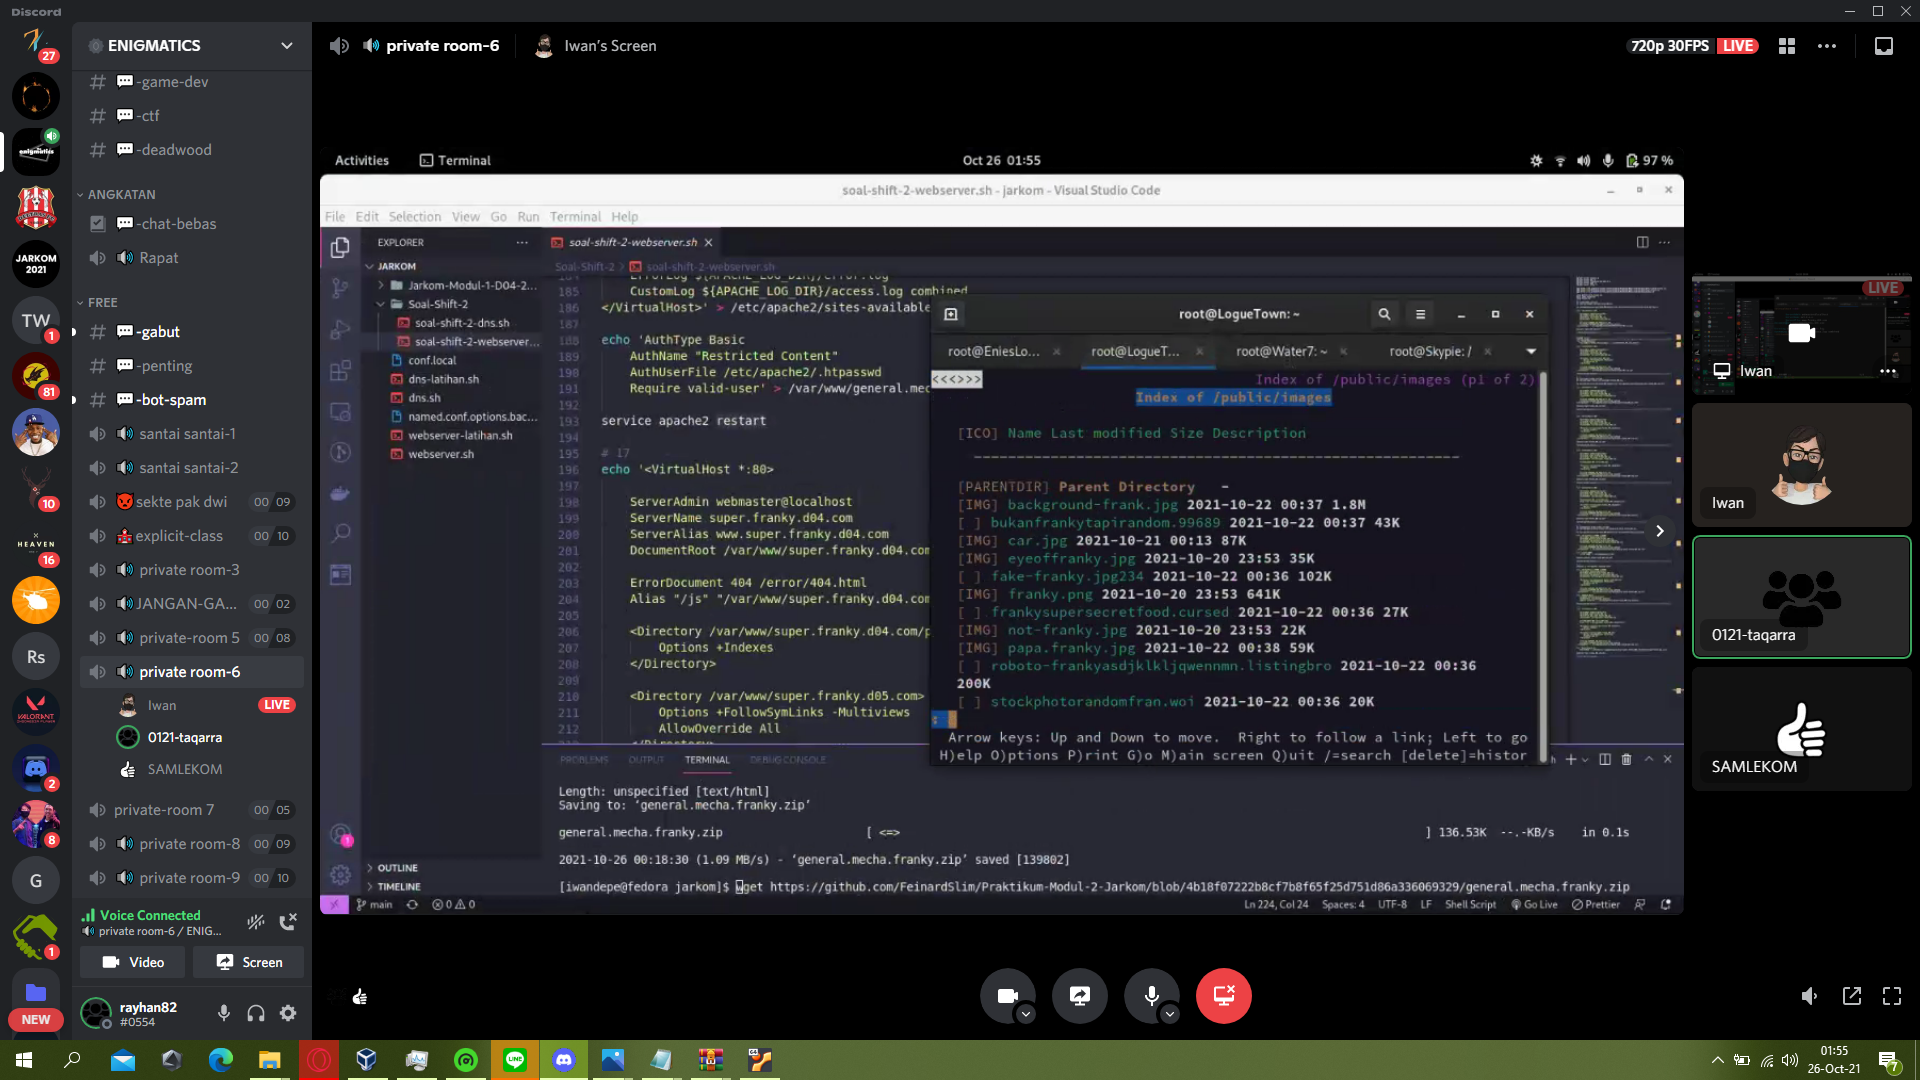 Discord
27
TW
1
81
10
HEAVEN
16
Rs
VALORANT
2
8
G
1
NEW
JARKOM
2021
enigmatics
ENIGMATICS
-game-dev
-ctf
-deadwood
ANGKATAN
-chat-bebas
Rapat
FREE
-gabut
-penting
-bot-spam
santai santai-1
santai santai-2
sekte pak dwi 00 09
explicit-class 00 10
private room-3
JANGAN-GA... 00 02
private-room 5 00 08
private room-6
Iwan LIVE
0121-taqarra
SAMLEKOM
private-room 7 00 05
private room-8 00 09
private room-9 00 10
Voice Connected
private room-6 / ENIG...
Video Screen
rayhan82
#0554
private room-6 Iwan's Screen
720p 30FPS LIVE
Activities Terminal Oct 26 01:55 97 %
soal-shift-2-webserver.sh - jarkom - Visual Studio Code
File Edit Selection View Go Run Terminal Help
EXPLORER
JARKOM
Jarkom-Modul-1-D04-2...
Soal-Shift-2
soal-shift-2-dns.sh
soal-shift-2-webserver...
conf.local
dns-latihan.sh
dns.sh
named.conf.options.bac...
webserver-latihan.sh
webserver.sh
OUTLINE
TIMELINE
soal-shift-2-webserver.sh
Soal-Shift-2 > soal-shift-2-webserver.sh
184 ErrorLog ${APACHE_LOG_DIR}/error.log
185 CustomLog ${APACHE_LOG_DIR}/access.log combined
186 </VirtualHost>' > /etc/apache2/sites-available
187
188 echo 'AuthType Basic
189 AuthName "Restricted Content"
190 AuthUserFile /etc/apache2/.htpasswd
191 Require valid-user' > /var/www/general.mec
192
193 service apache2 restart
194
195 # 17
196 echo '<VirtualHost *:80>
197
198 ServerAdmin webmaster@localhost
199 ServerName super.franky.d04.com
200 ServerAlias www.super.franky.d04.com
201 DocumentRoot /var/www/super.franky.d04.com
202
203 ErrorDocument 404 /error/404.html
204 Alias "/js" "/var/www/super.franky.d04.com
205
206 <Directory /var/www/super.franky.d04.com/p
207 Options +Indexes
208 </Directory>
209
210 <Directory /var/www/super.franky.d05.com>
211 Options +FollowSymLinks -Multiviews
212 AllowOverride All
</Directory>
root@LogueTown:~
root@EniesLo... root@LogueT... root@Water7: ~ root@Skypie: /
<<<>>> Index of /public/images (p1 of 2)
Index of /public/images
[ICO] Name Last modified Size Description
[PARENTDIR] Parent Directory -
[IMG] background-frank.jpg 2021-10-22 00:37 1.8M
[ ] bukanfrankytapirandom.99689 2021-10-22 00:37 43K
[IMG] car.jpg 2021-10-21 00:13 87K
[IMG] eyeoffranky.jpg 2021-10-20 23:53 35K
[ ] fake-franky.jpg234 2021-10-22 00:36 102K
[IMG] franky.png 2021-10-20 23:53 641K
[ ] frankysupersecretfood.cursed 2021-10-22 00:36 27K
[IMG] not-franky.jpg 2021-10-20 23:53 22K
[IMG] papa.franky.jpg 2021-10-22 00:38 59K
[ ] roboto-frankyasdjklkljqwennmn.listingbro 2021-10-22 00:36
200K
[ ] stockphotorandomfran.woi 2021-10-22 00:36 20K
Arrow keys: Up and Down to move. Right to follow a link; Left to go
H)elp O)ptions P)rint G)o M)ain screen Q)uit /=search [delete]=histor
PROBLEMS OUTPUT TERMINAL DEBUG CONSOLE
Length: unspecified [text/html]
Saving to: ‘general.mecha.franky.zip’
general.mecha.franky.zip [ <=> ] 136.53K --.-KB/s in 0.1s
2021-10-26 00:18:30 (1.09 MB/s) - ‘general.mecha.franky.zip’ saved [139802]
[iwandepe@fedora jarkom]$ wget https://github.com/FeinardSlim/Praktikum-Modul-2-Jarkom/blob/4b18f07222b8cf7b8f65f25d751d86a336069329/general.mecha.franky.zip
main 0 0 Ln 224, Col 24 Spaces: 4 UTF-8 LF Shell Script Go Live Prettier
LIVE
Iwan
Iwan
0121-taqarra
SAMLEKOM
LINE
01:55
26-Oct-21
7